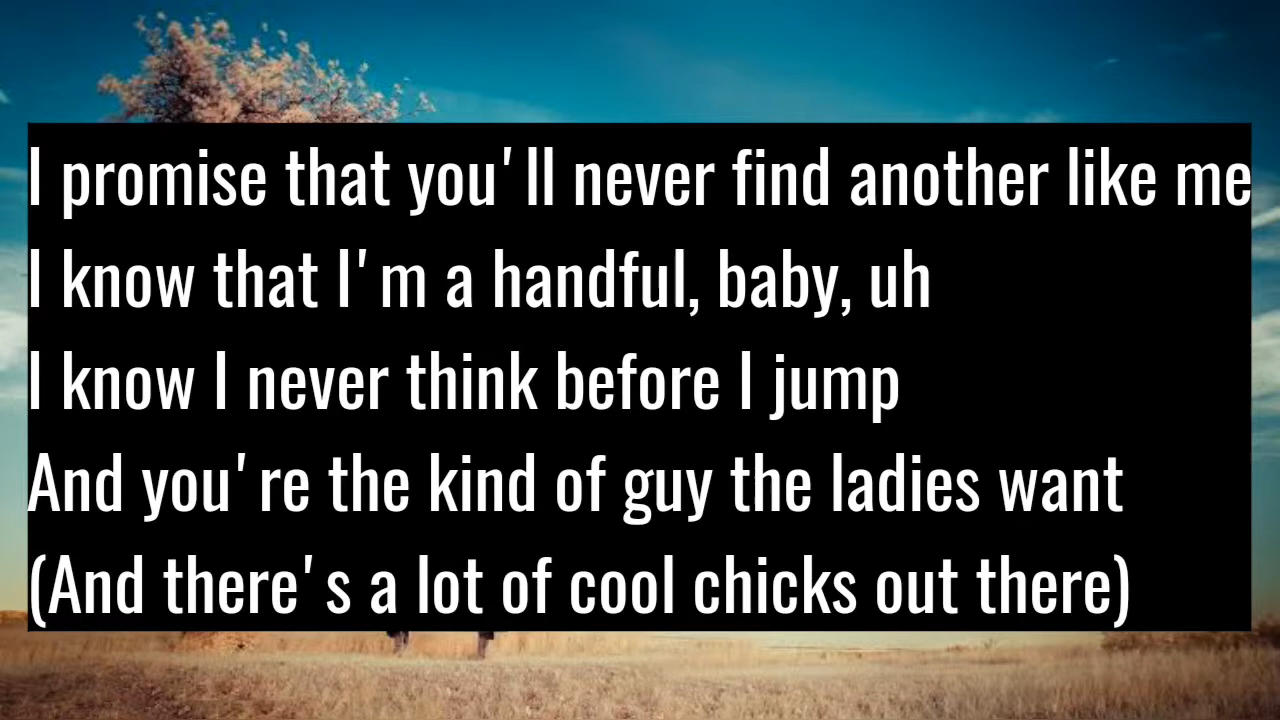 I promise that you'll never find another like me
I know that I'm a handful, baby, uh
I know I never think before I jump
And you're the kind of guy the ladies want
(And there's a lot of cool chicks out there)